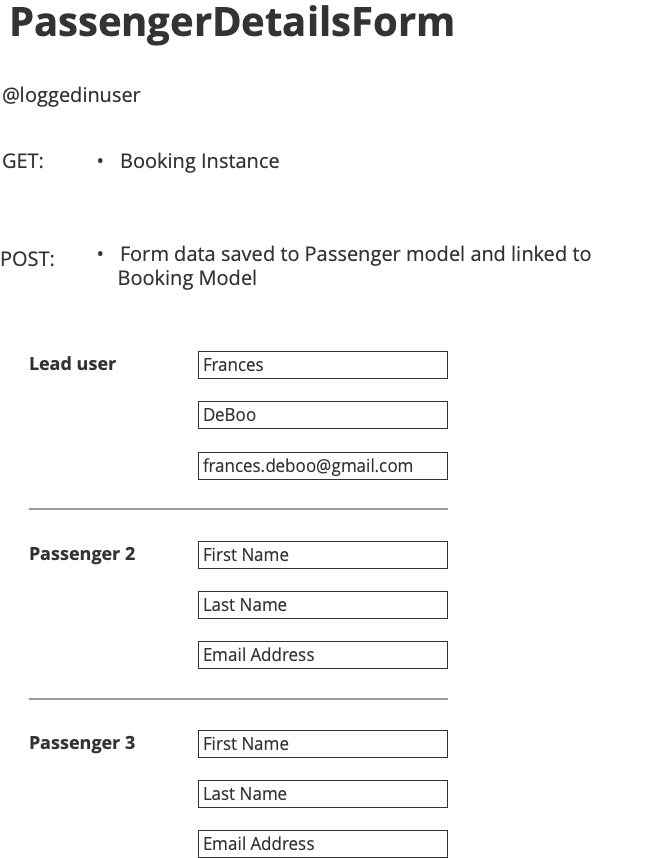 PassengerDetailsForm
@loggedinuser
GET: • Booking Instance
POST: • Form data saved to Passenger model and linked to
Booking Model
Lead user Frances
DeBoo
frances.deboo@gmail.com
Passenger 2 First Name
Last Name
Email Address
Passenger 3 First Name
Last Name
Email Address